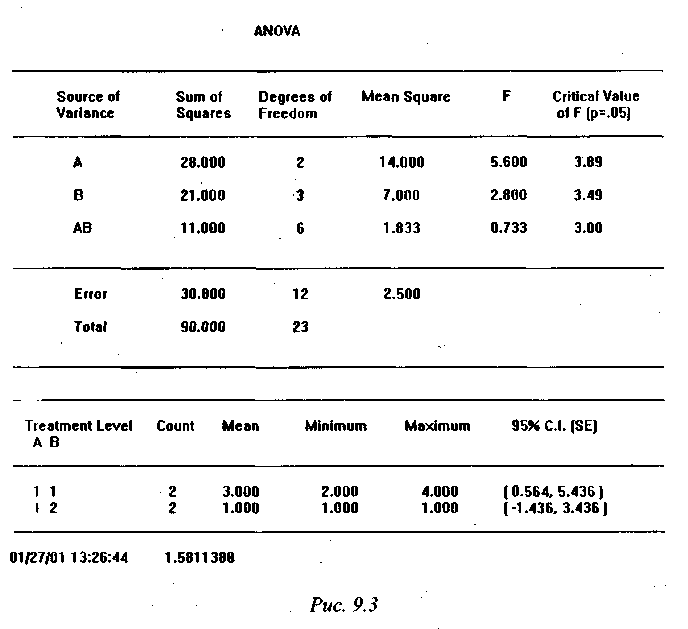 ANOVA
Source of Variance Sum of Squares Degrees of Freedom Mean Square F Critical Value of F (p=.05)
A 28.000 2 14.000 5.600 3.89
B 21.000 3 7.000 2.800 3.49
AB 11.000 6 1.833 0.733 3.00
Error 30.000 12 2.500
Total 90.000 23
Treatment Level Count Mean Minimum Maximum 95% C.I. (SE)
A B
1 1 2 3.000 2.000 4.000 (0.564, 5.436)
1 2 2 1.000 1.000 1.000 (-1.436, 3.436)
01/27/01 13:26:44 1.5811388
Рис. 9.3